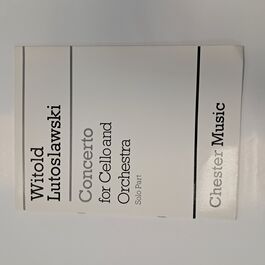 Witold
Lutoslawski
Concerto
for Cello and
Orchestra
Solo Part
Chester Music